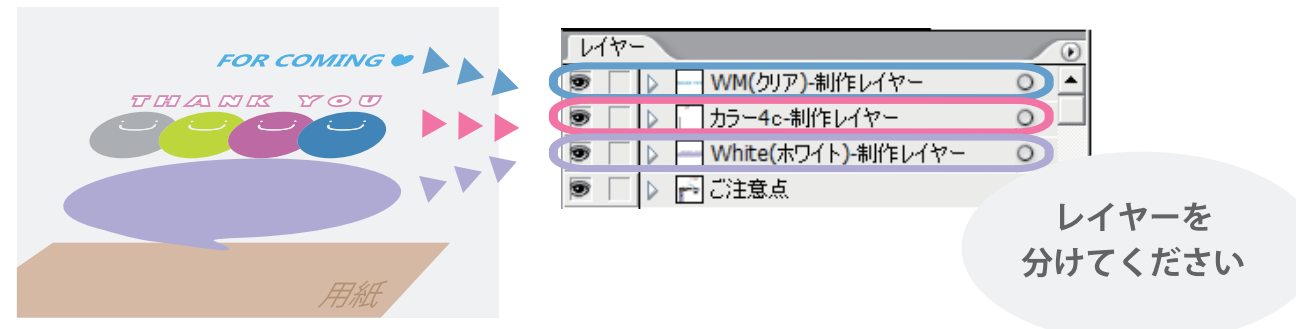 FOR COMING
THANK YOU
用紙
レイヤー
WM(クリア)-制作レイヤー
カラー4c-制作レイヤー
White(ホワイト)-制作レイヤー
ご注意点
レイヤーを
分けてください